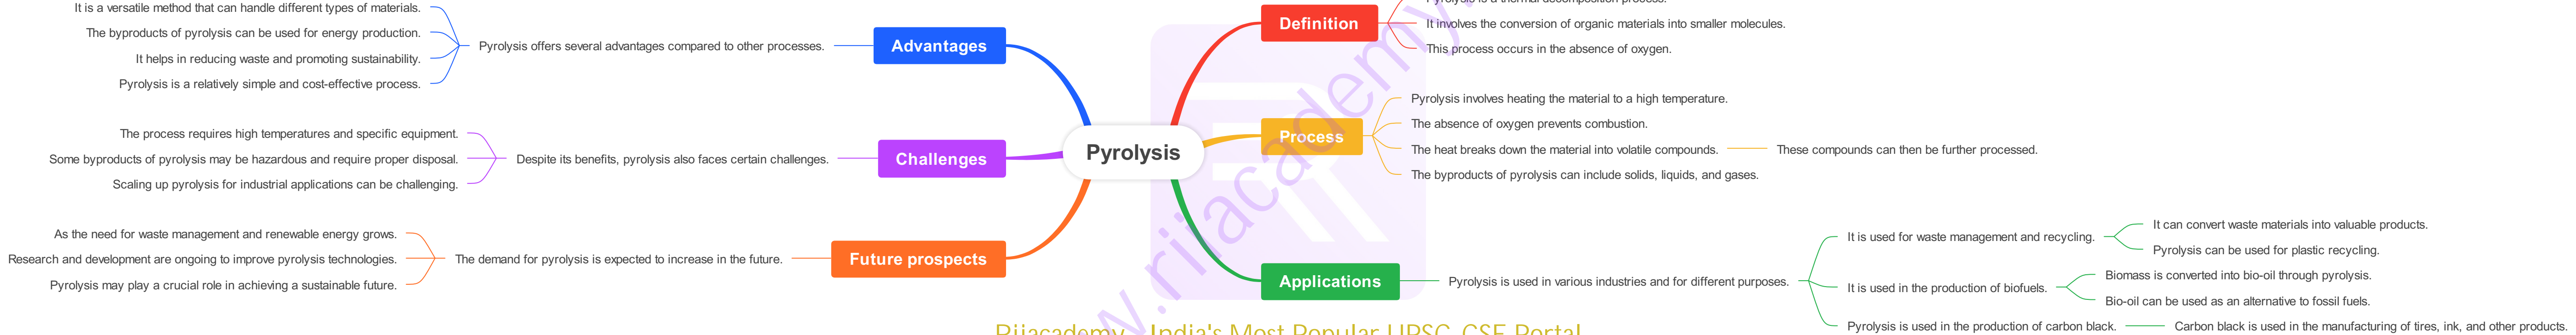 Pyrolysis
Definition
Pyrolysis is a thermal decomposition process.
It involves the conversion of organic materials into smaller molecules.
This process occurs in the absence of oxygen.
Process
Pyrolysis involves heating the material to a high temperature.
The absence of oxygen prevents combustion.
The heat breaks down the material into volatile compounds.
These compounds can then be further processed.
The byproducts of pyrolysis can include solids, liquids, and gases.
Applications
Pyrolysis is used in various industries and for different purposes.
It is used for waste management and recycling.
It can convert waste materials into valuable products.
Pyrolysis can be used for plastic recycling.
It is used in the production of biofuels.
Biomass is converted into bio-oil through pyrolysis.
Bio-oil can be used as an alternative to fossil fuels.
Pyrolysis is used in the production of carbon black.
Carbon black is used in the manufacturing of tires, ink, and other products.
Advantages
Pyrolysis offers several advantages compared to other processes.
It is a versatile method that can handle different types of materials.
The byproducts of pyrolysis can be used for energy production.
It helps in reducing waste and promoting sustainability.
Pyrolysis is a relatively simple and cost-effective process.
Challenges
Despite its benefits, pyrolysis also faces certain challenges.
The process requires high temperatures and specific equipment.
Some byproducts of pyrolysis may be hazardous and require proper disposal.
Scaling up pyrolysis for industrial applications can be challenging.
Future prospects
The demand for pyrolysis is expected to increase in the future.
As the need for waste management and renewable energy grows.
Research and development are ongoing to improve pyrolysis technologies.
Pyrolysis may play a crucial role in achieving a sustainable future.
w.rijacademy.
Rijacademy - India's Most Popular UPSC-CSE Portal